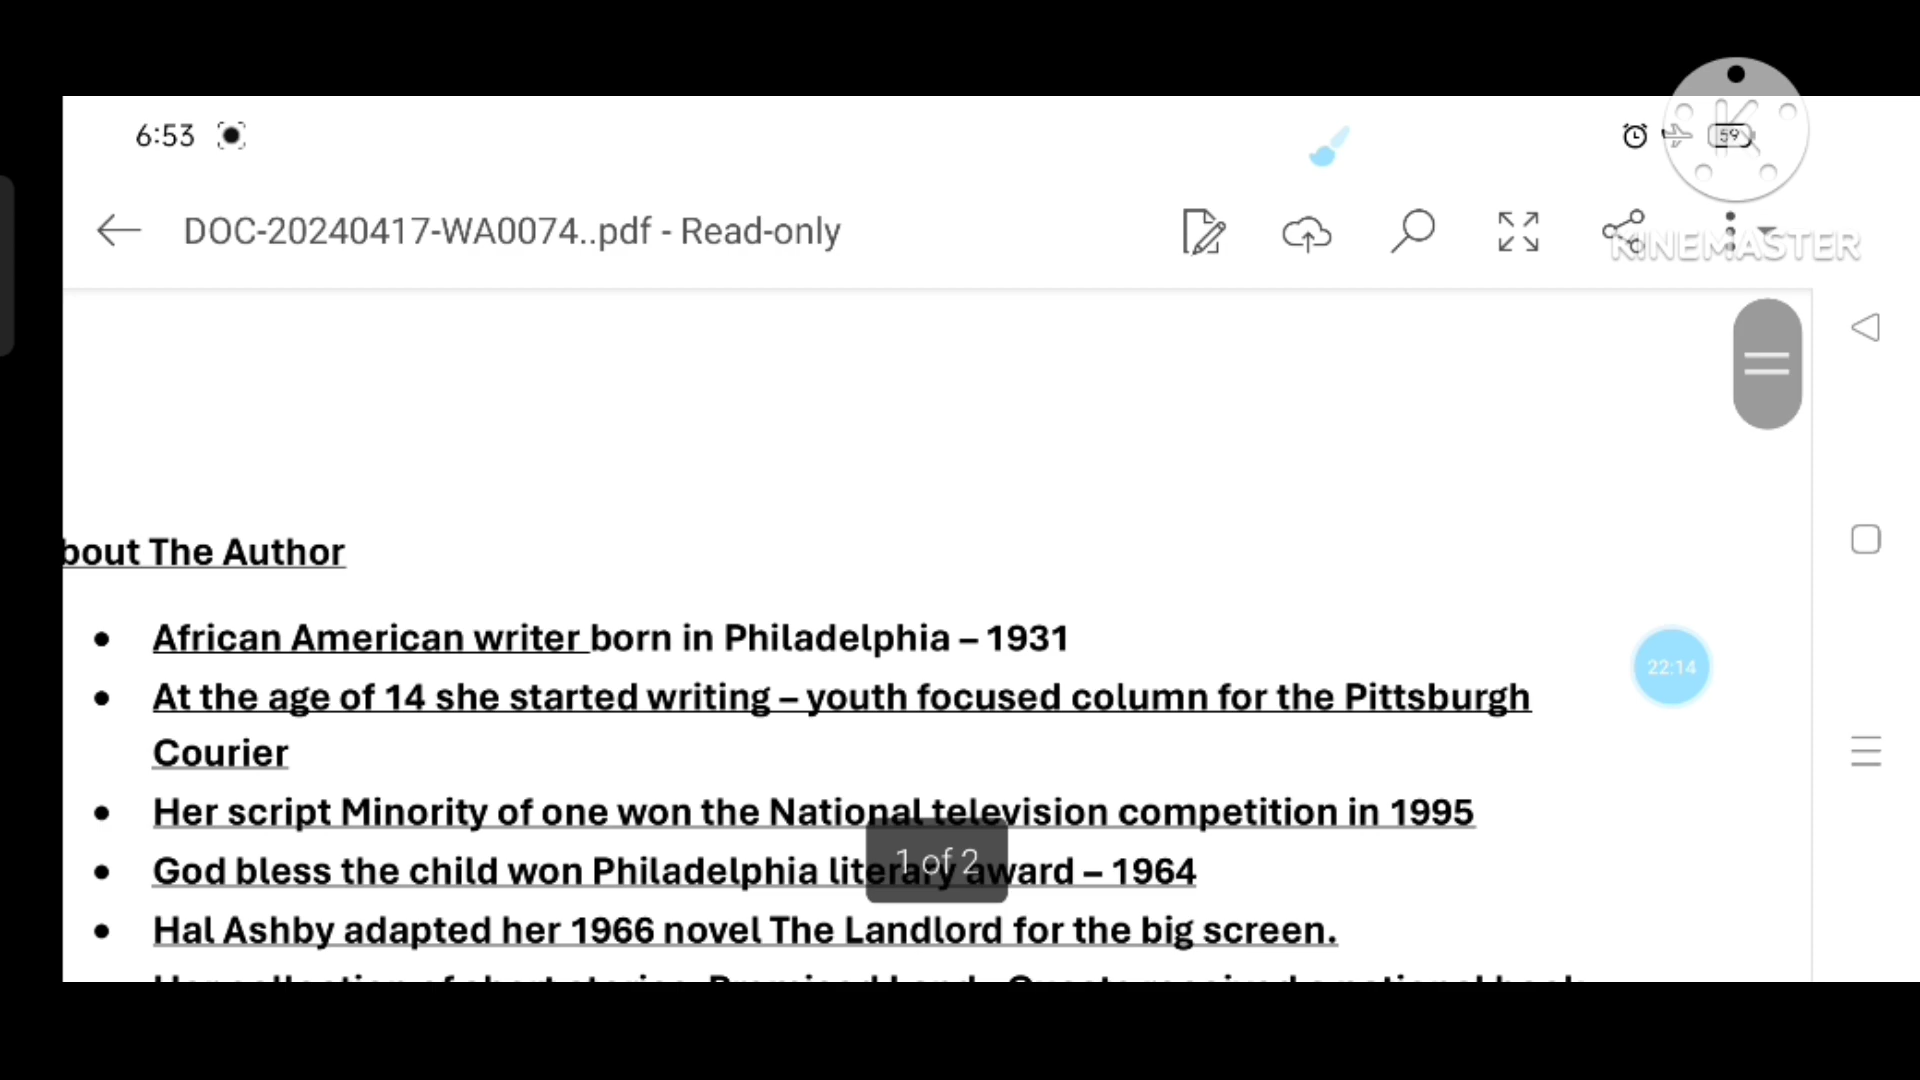 6:53
59
KINEMASTER
DOC-20240417-WA0074..pdf - Read-only
bout The Author
• African American writer born in Philadelphia – 1931
22:14
• At the age of 14 she started writing – youth focused column for the Pittsburgh
Courier
• Her script Minority of one won the National television competition in 1995
• God bless the child won Philadelphia literary award – 1964
1 of 2
• Hal Ashby adapted her 1966 novel The Landlord for the big screen.